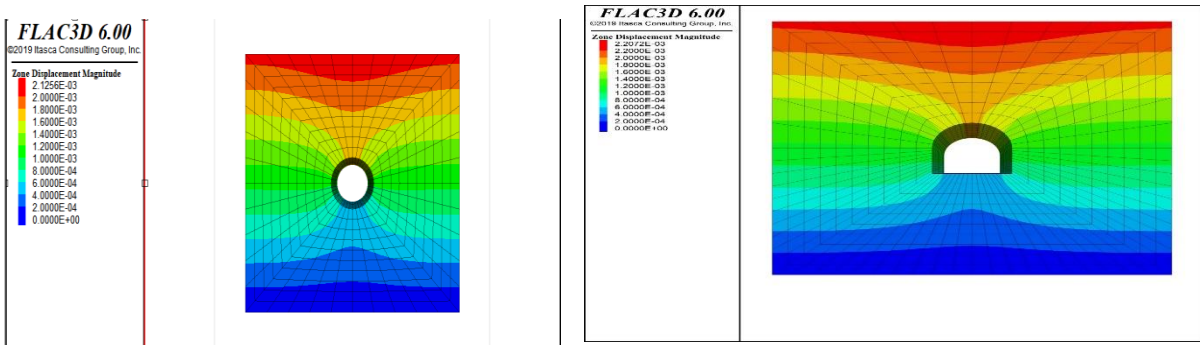 FLAC3D 6.00
©2019 Itasca Consulting Group, Inc.
Zone Displacement Magnitude
2.1256E-03
2.0000E-03
1.8000E-03
1.6000E-03
1.4000E-03
1.2000E-03
1.0000E-03
8.0000E-04
6.0000E-04
4.0000E-04
2.0000E-04
0.0000E+00
FLAC3D 6.00
©2019 Itasca Consulting Group, Inc.
Zone Displacement Magnitude
2.2072E-03
2.2000E-03
2.0000E-03
1.8000E-03
1.6000E-03
1.4000E-03
1.2000E-03
1.0000E-03
8.0000E-04
6.0000E-04
4.0000E-04
2.0000E-04
0.0000E+00